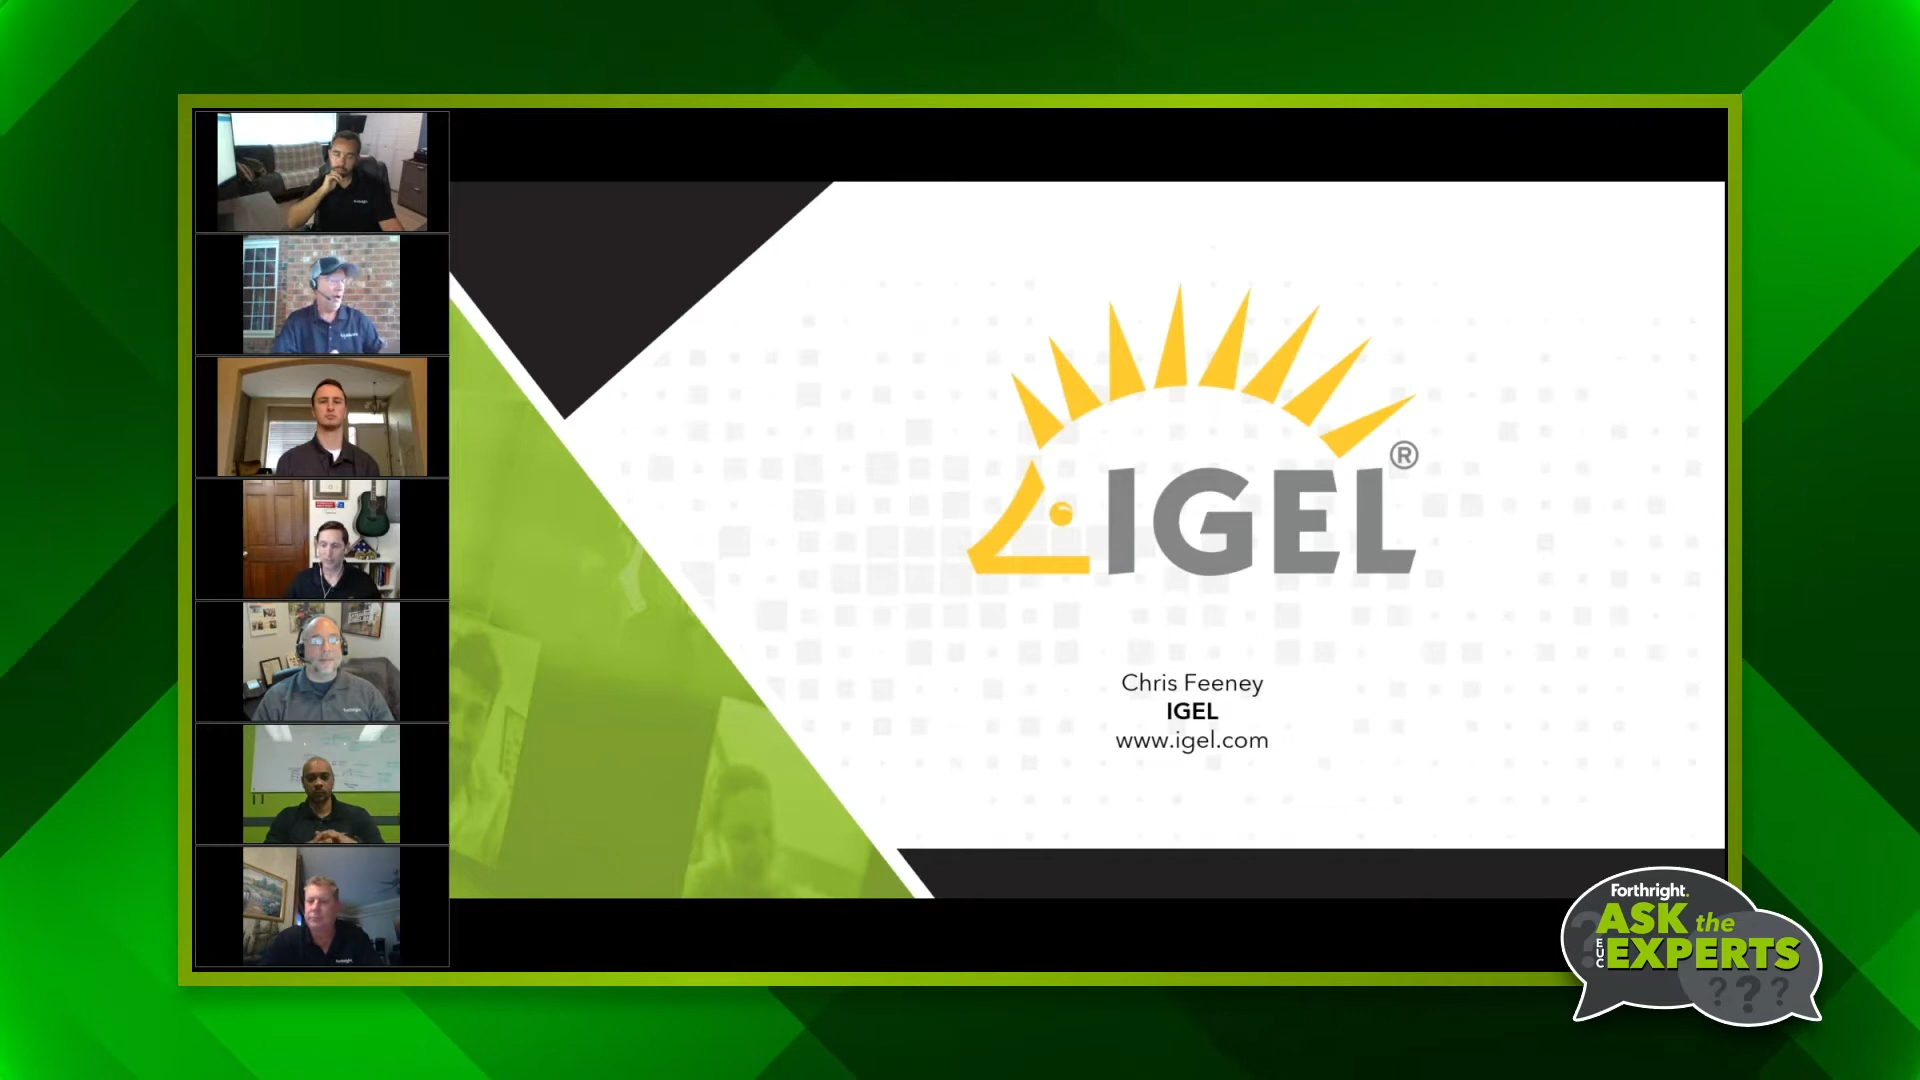 IGEL®
Chris Feeney
IGEL
www.igel.com
Forthright.
ASK the
EUC EXPERTS
? ? ? ?